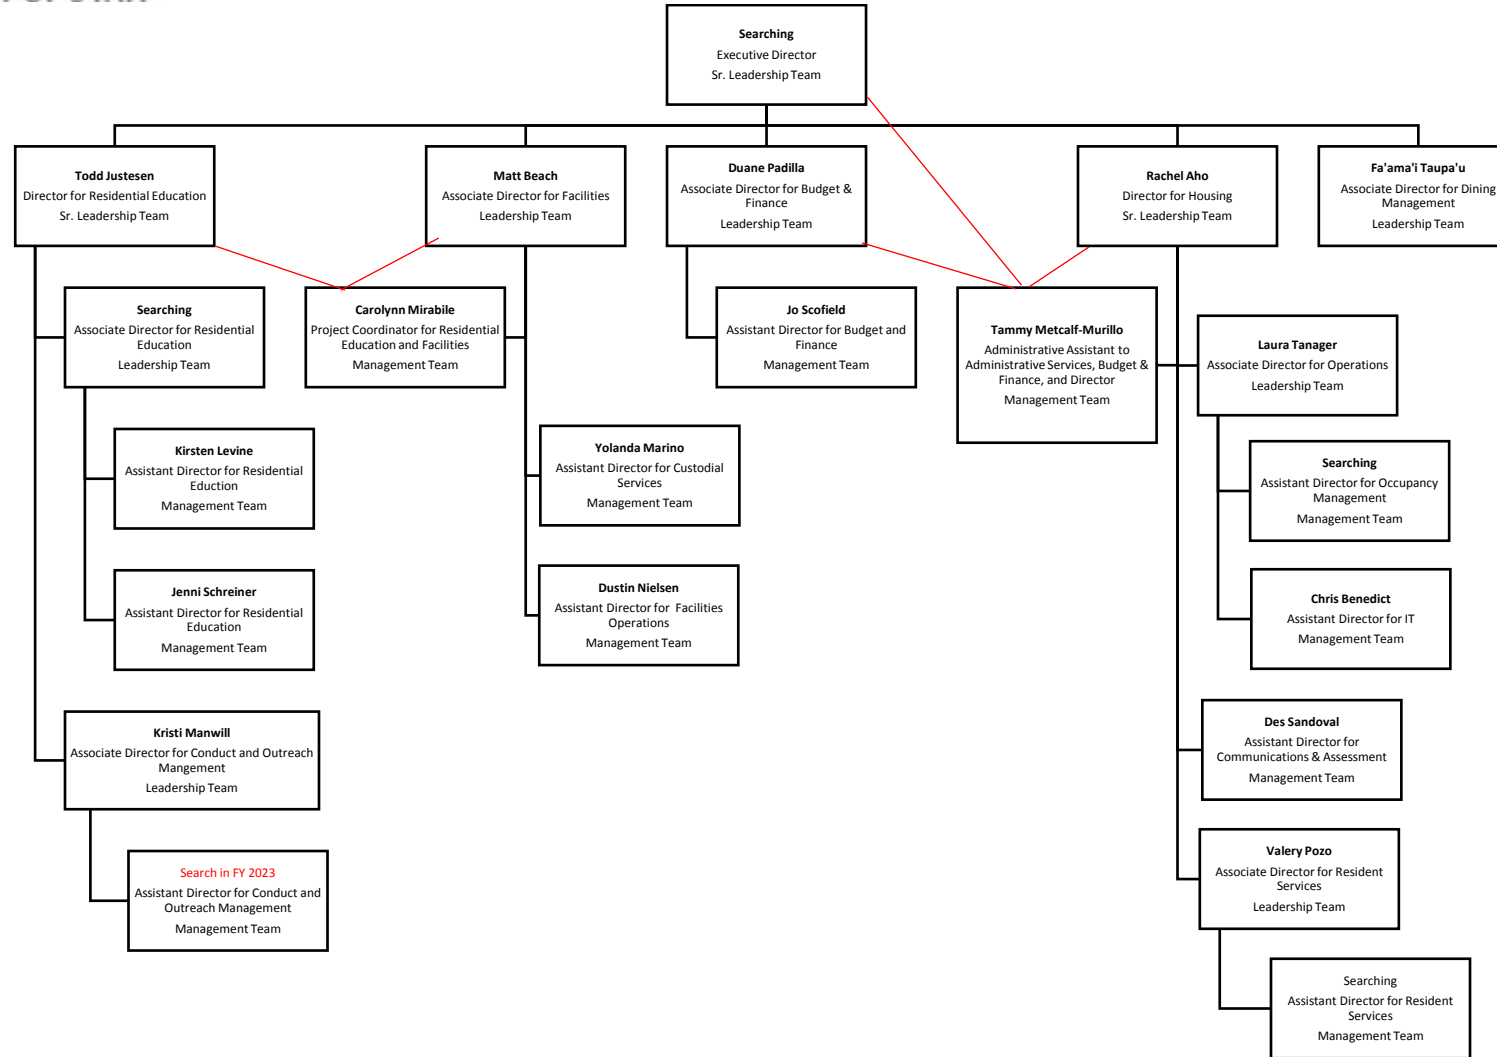 Searching
Executive Director
Sr. Leadership Team
Todd Justesen
Director for Residential Education
Sr. Leadership Team
Matt Beach
Associate Director for Facilities
Leadership Team
Duane Padilla
Associate Director for Budget &
Finance
Leadership Team
Rachel Aho
Director for Housing
Sr. Leadership Team
Fa'ama'i Taupa'u
Associate Director for Dining
Management
Leadership Team
Searching
Associate Director for Residential
Education
Leadership Team
Carolynn Mirabile
Project Coordinator for Residential
Education and Facilities
Management Team
Jo Scofield
Assistant Director for Budget and
Finance
Management Team
Tammy Metcalf-Murillo
Administrative Assistant to
Administrative Services, Budget &
Finance, and Director
Management Team
Laura Tanager
Associate Director for Operations
Leadership Team
Kirsten Levine
Assistant Director for Residential
Eduction
Management Team
Yolanda Marino
Assistant Director for Custodial
Services
Management Team
Searching
Assistant Director for Occupancy
Management
Management Team
Jenni Schreiner
Assistant Director for Residential
Education
Management Team
Dustin Nielsen
Assistant Director for Facilities
Operations
Management Team
Chris Benedict
Assistant Director for IT
Management Team
Kristi Manwill
Associate Director for Conduct and Outreach
Mangement
Leadership Team
Des Sandoval
Assistant Director for
Communications & Assessment
Management Team
Search in FY 2023
Assistant Director for Conduct and
Outreach Management
Management Team
Valery Pozo
Associate Director for Resident
Services
Leadership Team
Searching
Assistant Director for Resident
Services
Management Team